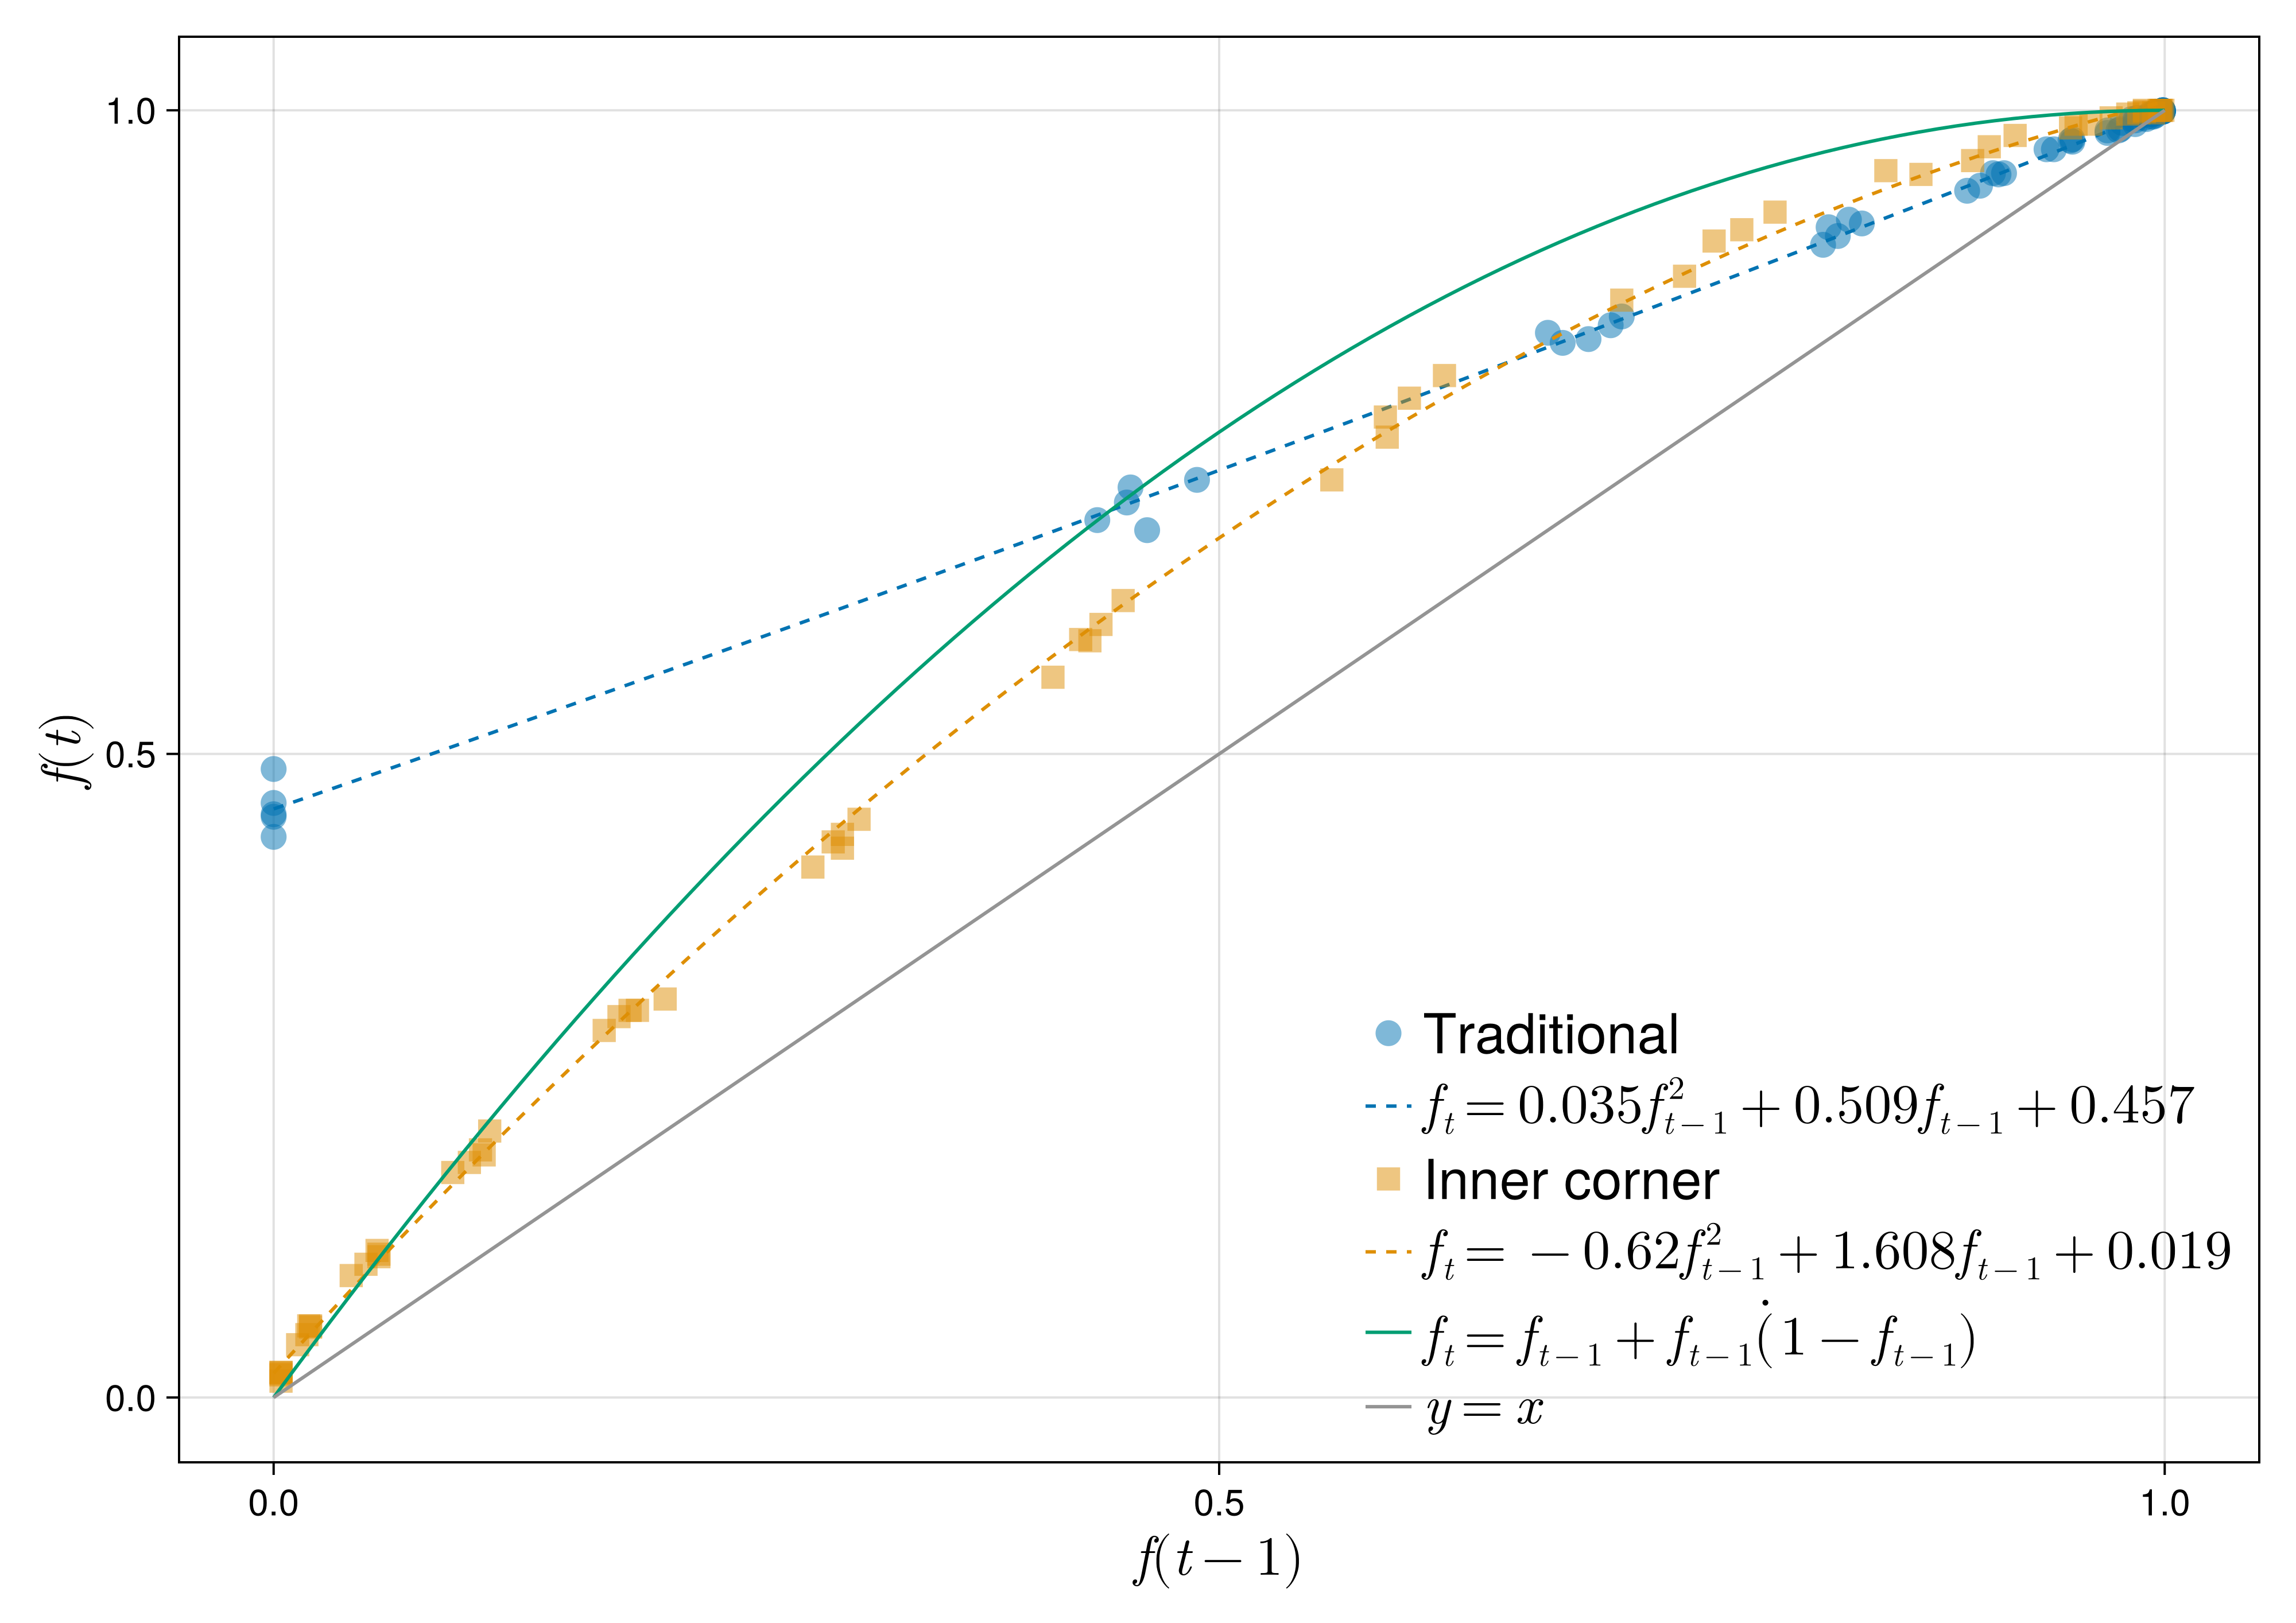 1.0
0.5
0.0
f(t)
Traditional
f_t = 0.035f_{t-1}^2 + 0.509f_{t-1} + 0.457
Inner corner
f_t = -0.62f_{t-1}^2 + 1.608f_{t-1} + 0.019
f_t = f_{t-1} + f_{t-1}\dot{(}1 - f_{t-1})
y = x
0.0 0.5 1.0
f(t - 1)